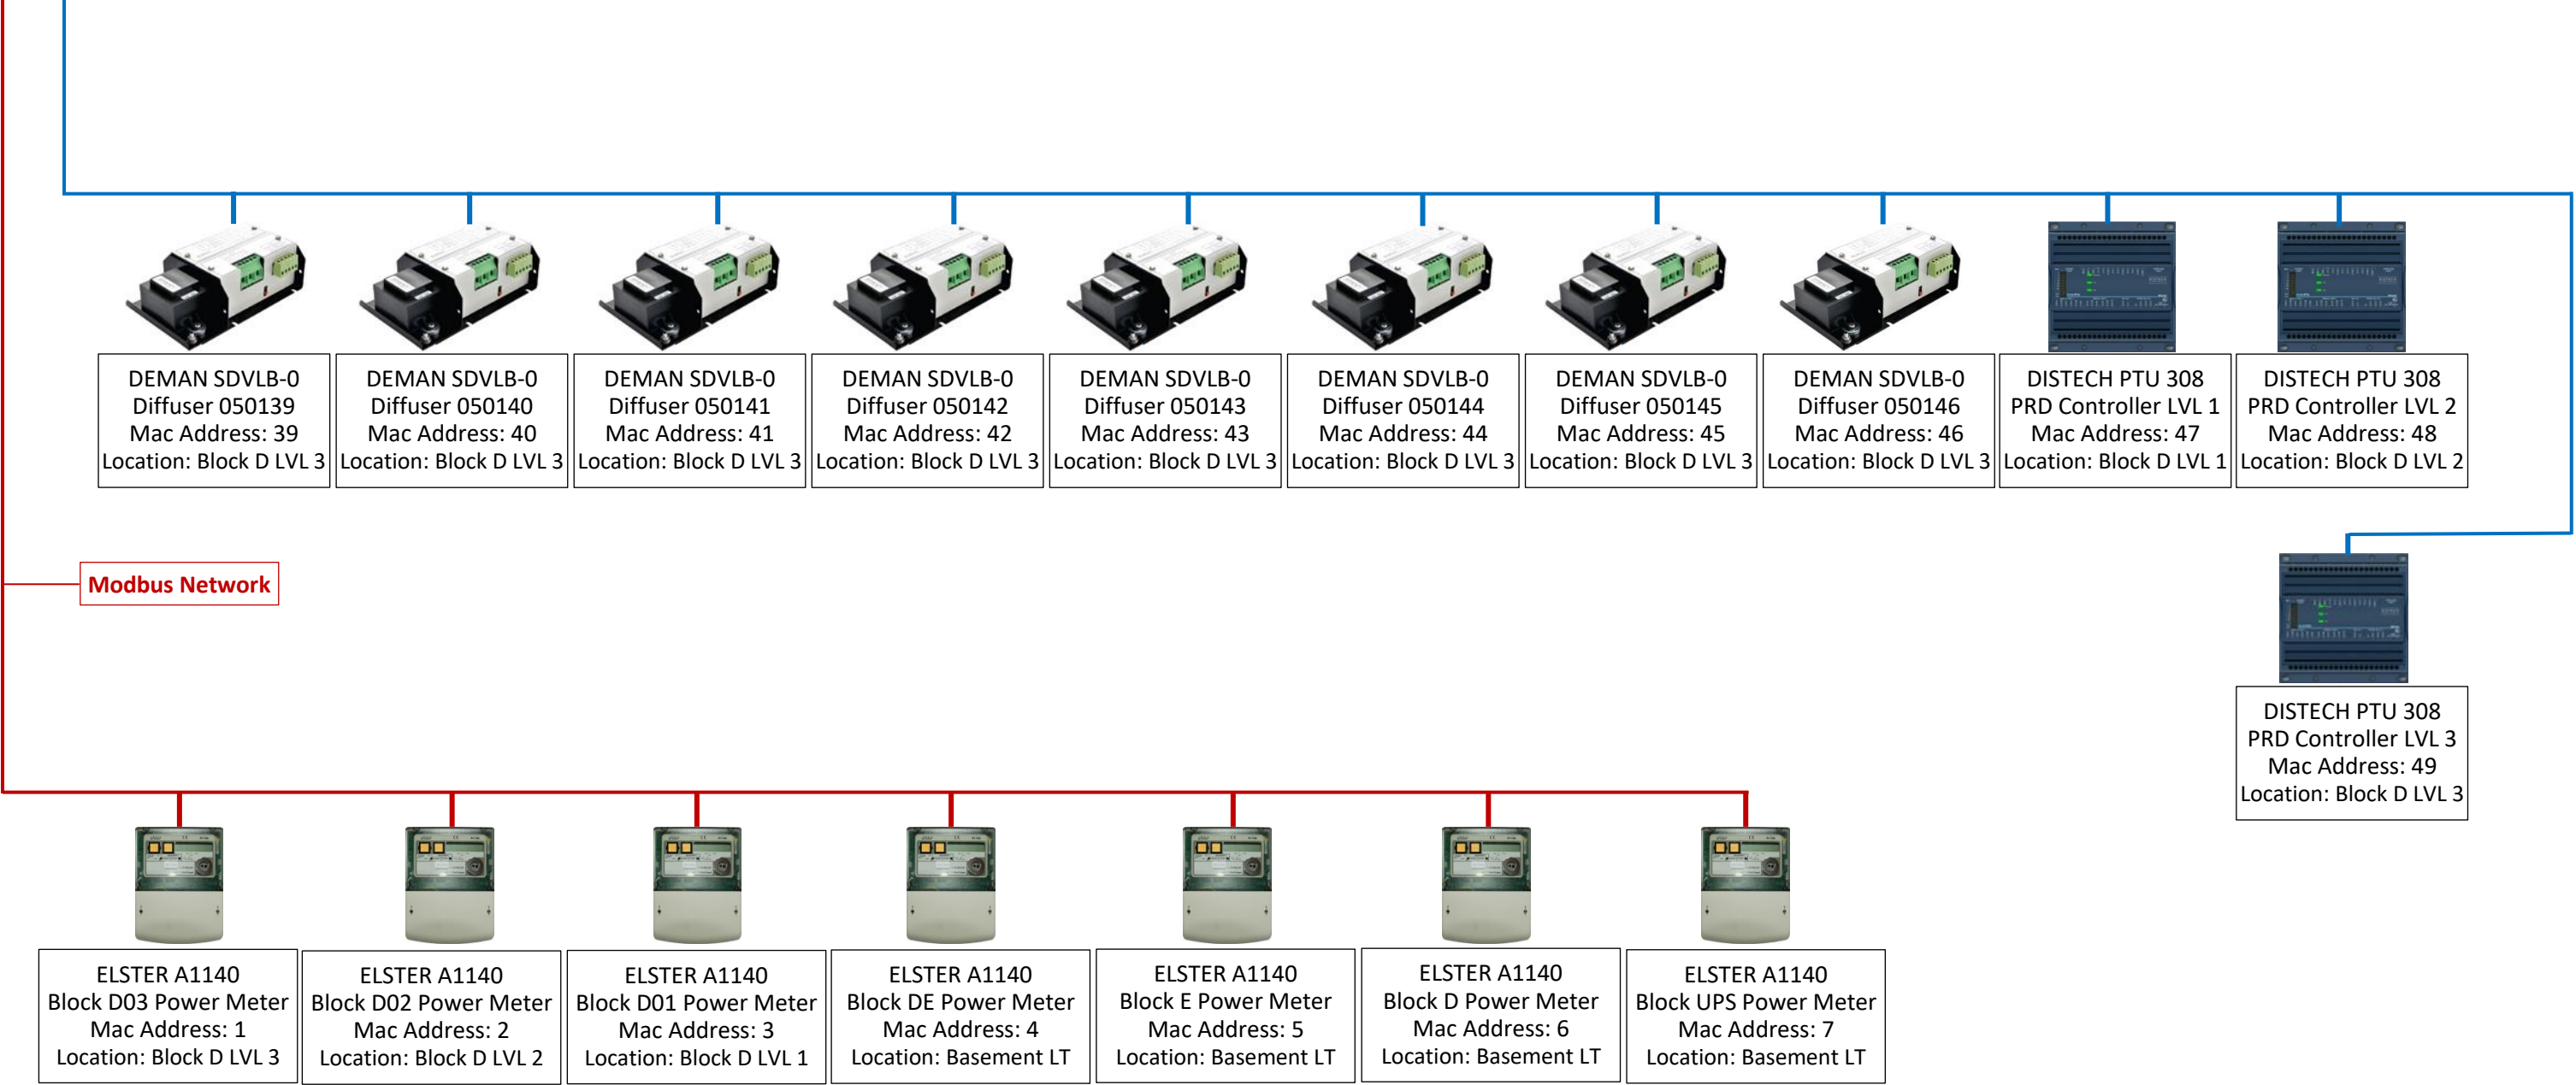 DEMAN SDVLB-0
Diffuser 050139
Mac Address: 39
Location: Block D LVL 3
DEMAN SDVLB-0
Diffuser 050140
Mac Address: 40
Location: Block D LVL 3
DEMAN SDVLB-0
Diffuser 050141
Mac Address: 41
Location: Block D LVL 3
DEMAN SDVLB-0
Diffuser 050142
Mac Address: 42
Location: Block D LVL 3
DEMAN SDVLB-0
Diffuser 050143
Mac Address: 43
Location: Block D LVL 3
DEMAN SDVLB-0
Diffuser 050144
Mac Address: 44
Location: Block D LVL 3
DEMAN SDVLB-0
Diffuser 050145
Mac Address: 45
Location: Block D LVL 3
DEMAN SDVLB-0
Diffuser 050146
Mac Address: 46
Location: Block D LVL 3
DISTECH PTU 308
PRD Controller LVL 1
Mac Address: 47
Location: Block D LVL 1
DISTECH PTU 308
PRD Controller LVL 2
Mac Address: 48
Location: Block D LVL 2
Modbus Network
DISTECH PTU 308
PRD Controller LVL 3
Mac Address: 49
Location: Block D LVL 3
ELSTER A1140
Block D03 Power Meter
Mac Address: 1
Location: Block D LVL 3
ELSTER A1140
Block D02 Power Meter
Mac Address: 2
Location: Block D LVL 2
ELSTER A1140
Block D01 Power Meter
Mac Address: 3
Location: Block D LVL 1
ELSTER A1140
Block DE Power Meter
Mac Address: 4
Location: Basement LT
ELSTER A1140
Block E Power Meter
Mac Address: 5
Location: Basement LT
ELSTER A1140
Block D Power Meter
Mac Address: 6
Location: Basement LT
ELSTER A1140
Block UPS Power Meter
Mac Address: 7
Location: Basement LT